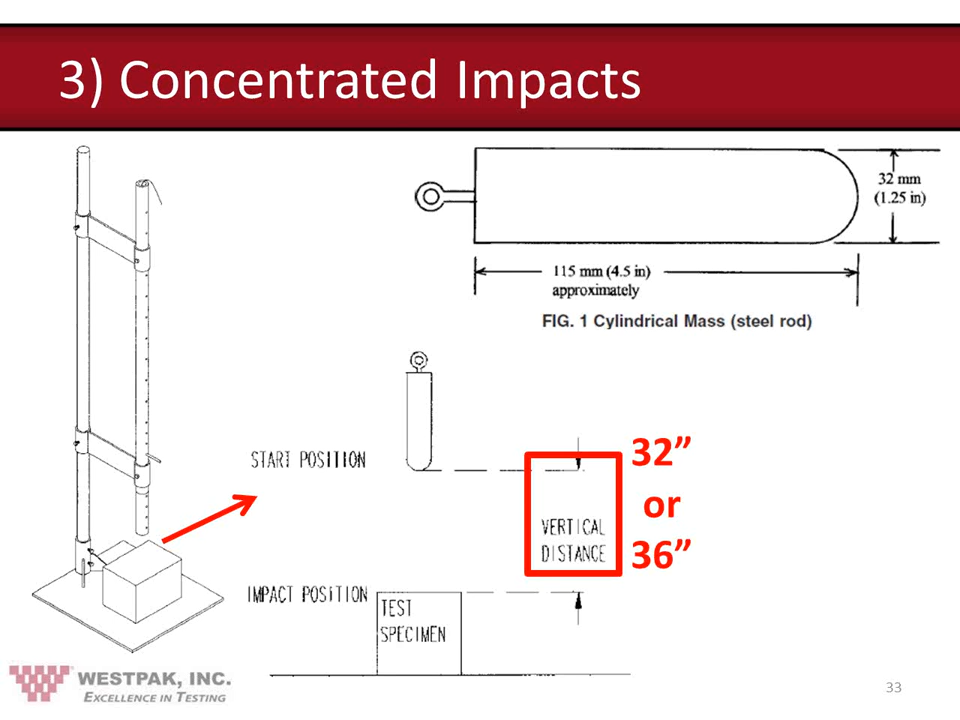 3) Concentrated Impacts
32 mm
(1.25 in)
115 mm (4.5 in)
approximately
FIG. 1 Cylindrical Mass (steel rod)
START POSITION
32”
or
36”
VERTICAL
DISTANCE
IMPACT POSITION
TEST
SPECIMEN
WESTPAK, INC.
EXCELLENCE IN TESTING
33